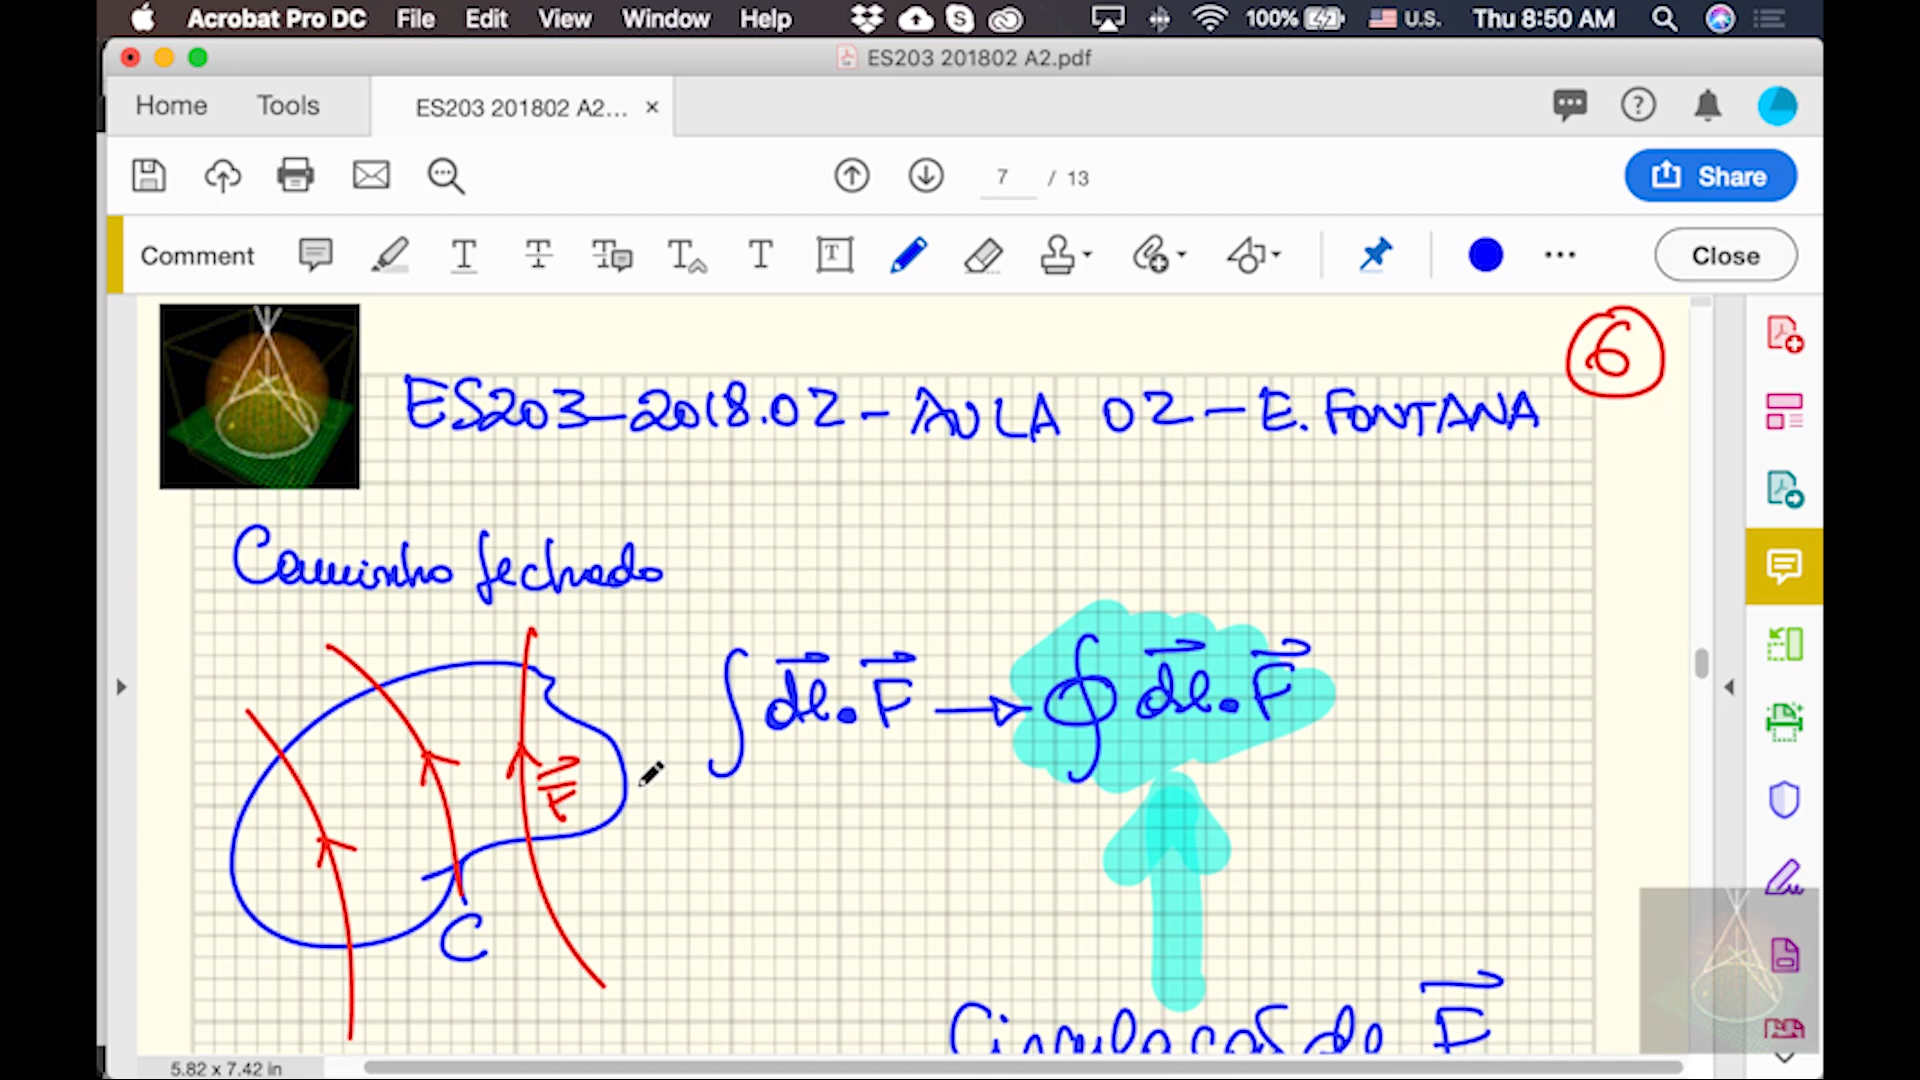 Acrobat Pro DC File Edit View Window Help 100% U.S. Thu 8:50 AM
ES203 201802 A2.pdf
Home Tools ES203 201802 A2... ×
7 / 13 Share
Comment Close
6
ES203-2018.02-AULA 02-E. FONTANA
Caminho fechado
∫ dl • F → ∮ dl • F
F
C
Circulação de F
5.82 x 7.42 in